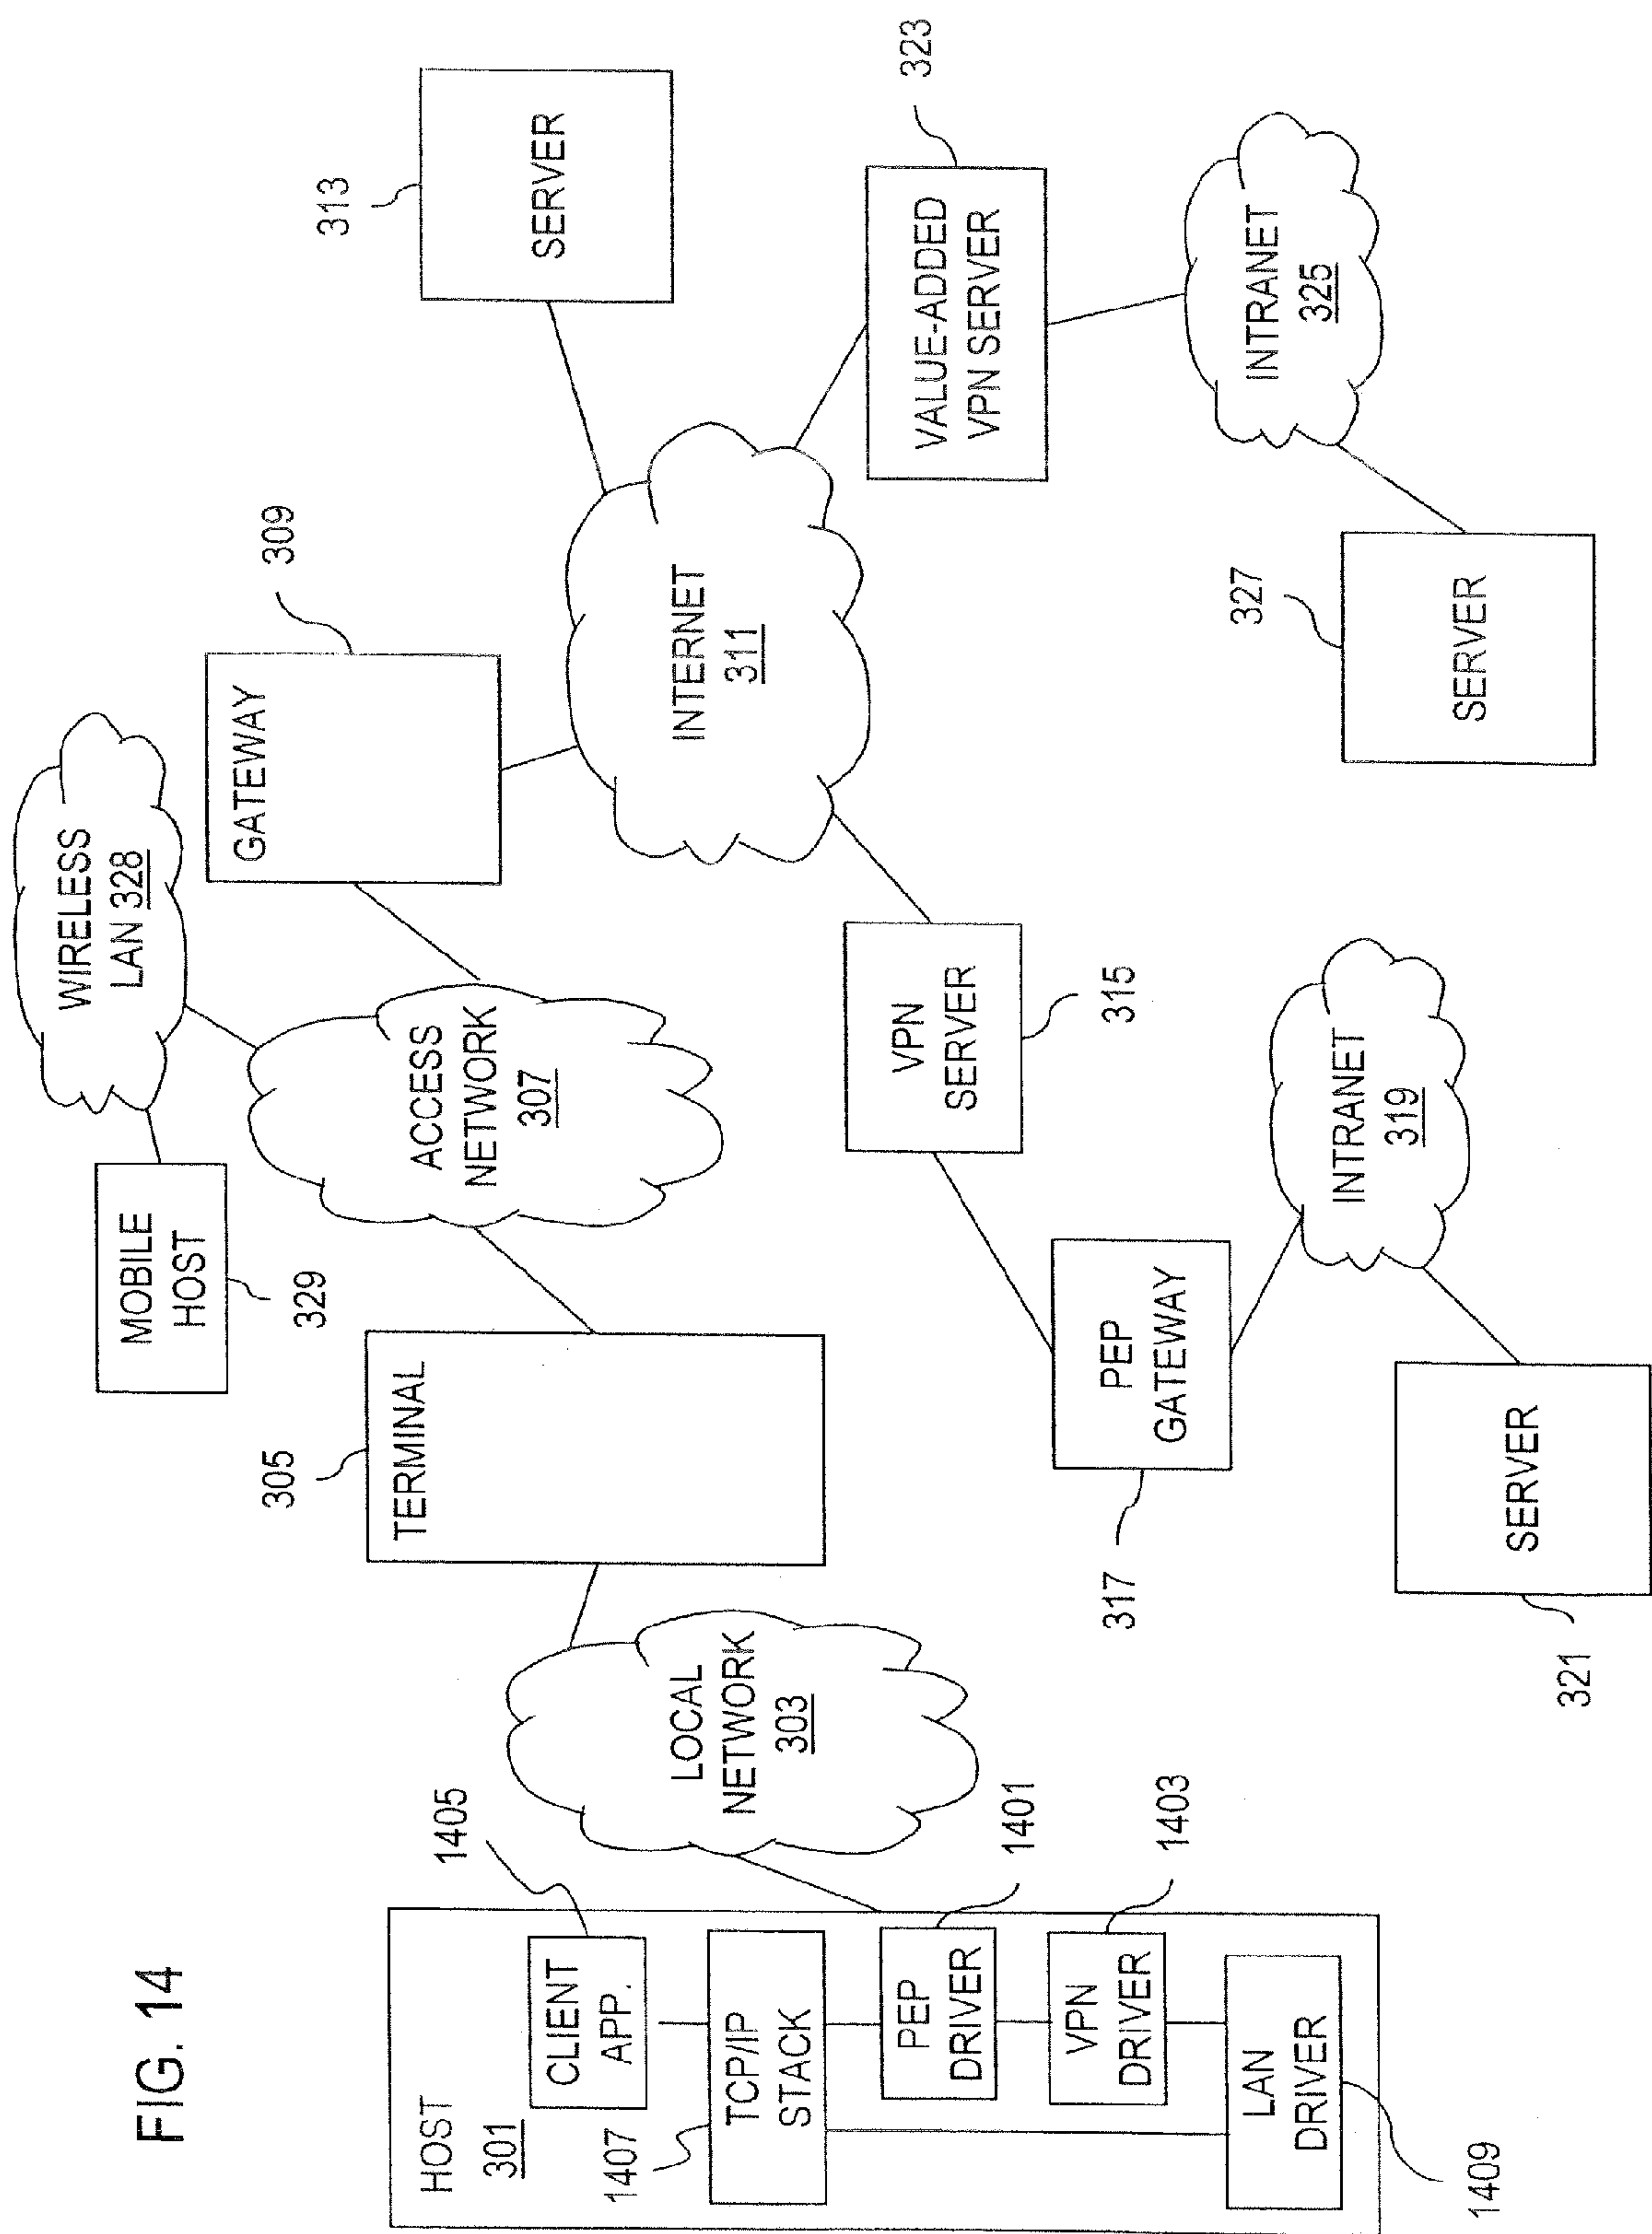 FIG. 14
HOST
301
CLIENT
APP.
1405
TCP/IP
STACK
1407
PEP
DRIVER
1401
VPN
DRIVER
1403
LAN
DRIVER
1409
LOCAL
NETWORK
303
TERMINAL
305
MOBILE
HOST
329
WIRELESS
LAN 328
ACCESS
NETWORK
307
GATEWAY
309
INTERNET
311
SERVER
313
VPN
SERVER
315
PEP
GATEWAY
317
INTRANET
319
SERVER
321
VALUE-ADDED
VPN SERVER
323
INTRANET
325
SERVER
327